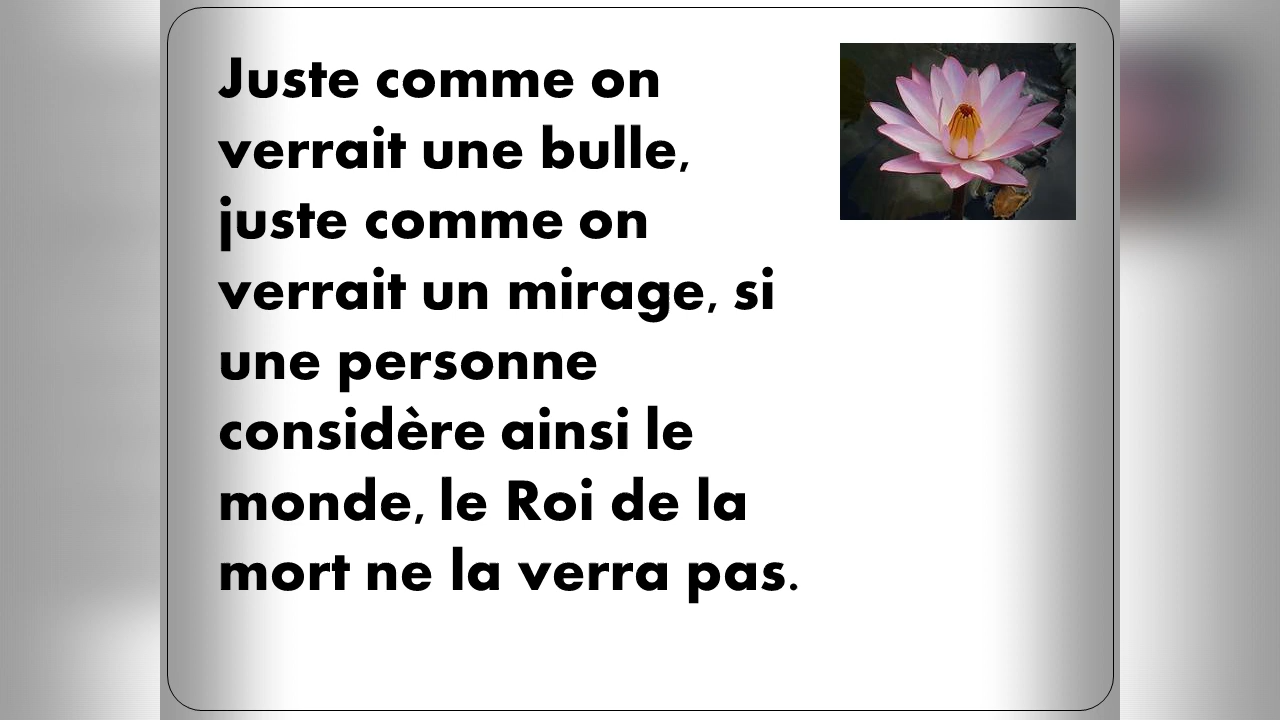 Juste comme on
verrait une bulle,
juste comme on
verrait un mirage, si
une personne
considère ainsi le
monde, le Roi de la
mort ne la verra pas.